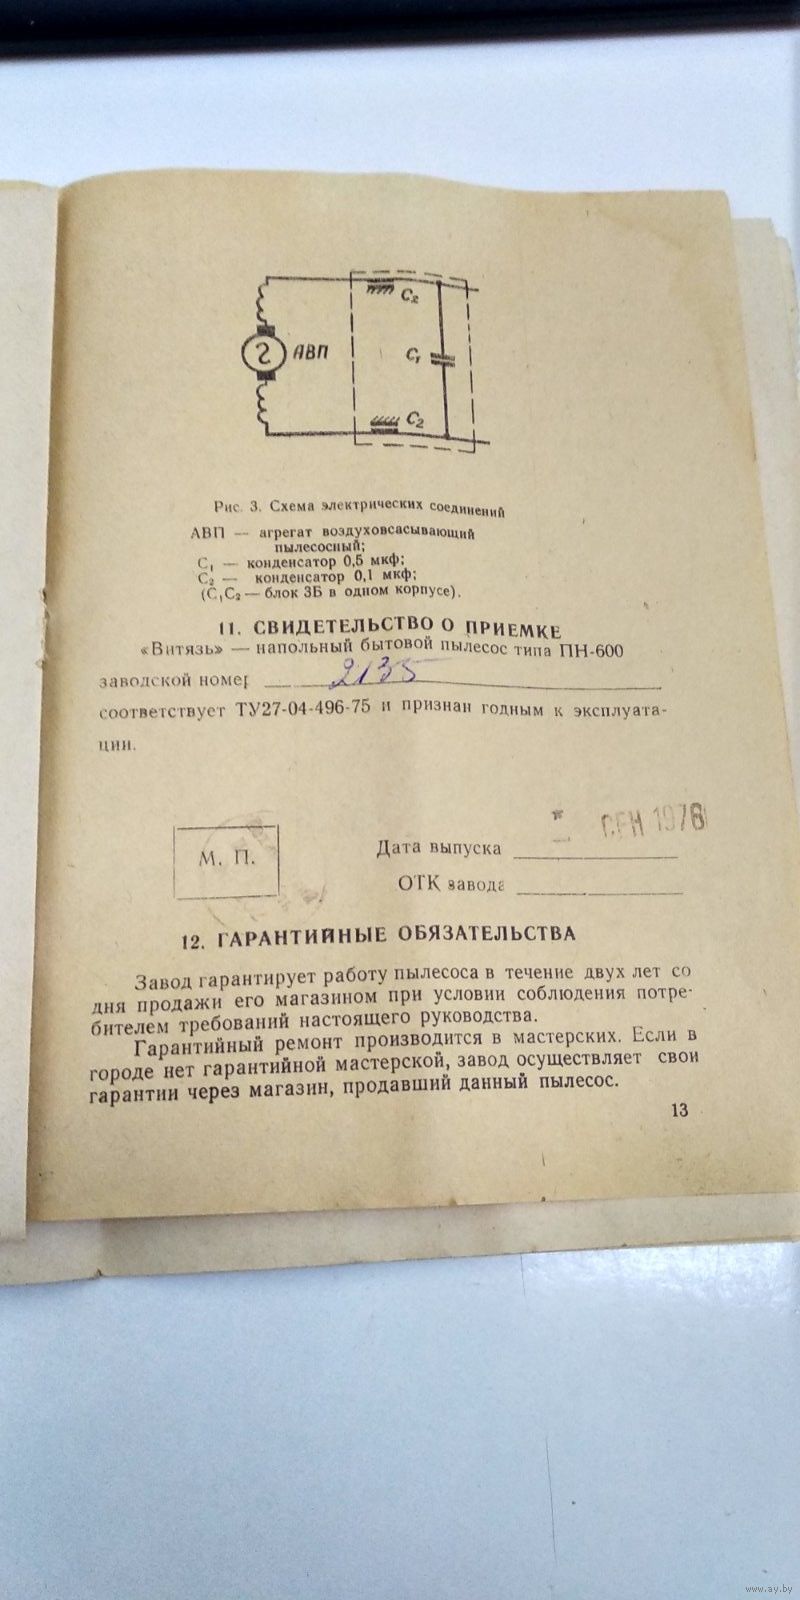 C₂
АВП
C₁
C₂
Рис. 3. Схема электрических соединений
АВП — агрегат воздуховсасывающий
пылесосный;
C₁ — конденсатор 0,5 мкф;
C₂ — конденсатор 0,1 мкф;
(C₁C₂ — блок ЗБ в одном корпусе).
11. СВИДЕТЕЛЬСТВО О ПРИЕМКЕ
«Витязь» — напольный бытовой пылесос типа ПН-600
заводской номер 2135
соответствует ТУ27-04-496-75 и признан годным к эксплуата-
ции.
СЕН 1976
М. П.
Дата выпуска
ОТК завода
12. ГАРАНТИЙНЫЕ ОБЯЗАТЕЛЬСТВА
Завод гарантирует работу пылесоса в течение двух лет со
дня продажи его магазином при условии соблюдения потре-
бителем требований настоящего руководства.
Гарантийный ремонт производится в мастерских. Если в
городе нет гарантийной мастерской, завод осуществляет свои
гарантии через магазин, продавший данный пылесос.
13
www.ay.by